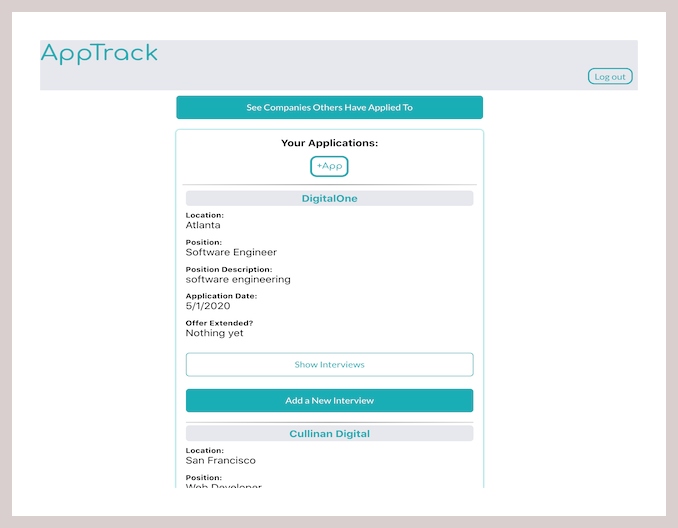 AppTrack
Log out
See Companies Others Have Applied To
Your Applications:
+App
DigitalOne
Location:
Atlanta
Position:
Software Engineer
Position Description:
software engineering
Application Date:
5/1/2020
Offer Extended?
Nothing yet
Show Interviews
Add a New Interview
Cullinan Digital
Location:
San Francisco
Position:
Web Developer